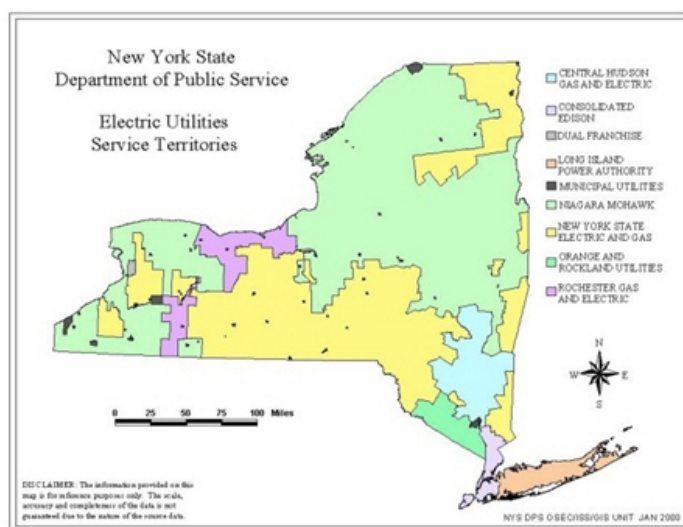 New York State
Department of Public Service
Electric Utilities
Service Territories
CENTRAL HUDSON
GAS AND ELECTRIC
CONSOLIDATED
EDISON
DUAL FRANCHISE
LONG ISLAND
POWER AUTHORITY
MUNICIPAL UTILITIES
NIAGARA MOHAWK
NEW YORK STATE
ELECTRIC AND GAS
ORANGE AND
ROCKLAND UTILITIES
ROCHESTER GAS
AND ELECTRIC
N
W E
S
0 25 50 75 100 Miles
DISCLAIMER: The information provided on this
map is for reference purposes only. The scale,
accuracy and completeness of the data is not
guaranteed due to the nature of the source data.
NYS DPS OSEC/ISS/GIS UNIT JAN 2000